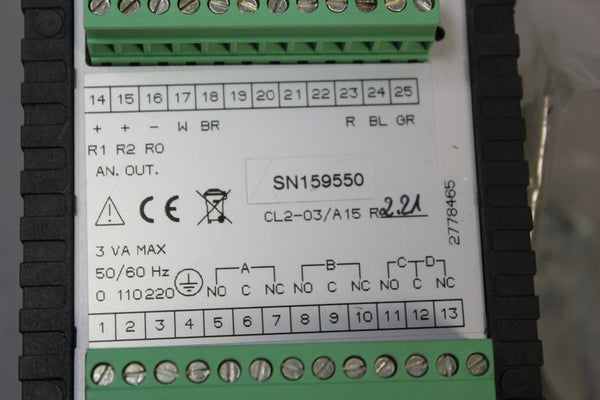 14 15 16 17 18 19 20 21 22 23 24 25
+ + - W BR R BL GR
R1 R2 R0
AN. OUT.
SN159550
CE
CL2-03/A15 R2.21
2778465
3 VA MAX
50/60 Hz
A B C D
0 110 220 NO C NC NO C NC NO C NC
1 2 3 4 5 6 7 8 9 10 11 12 13